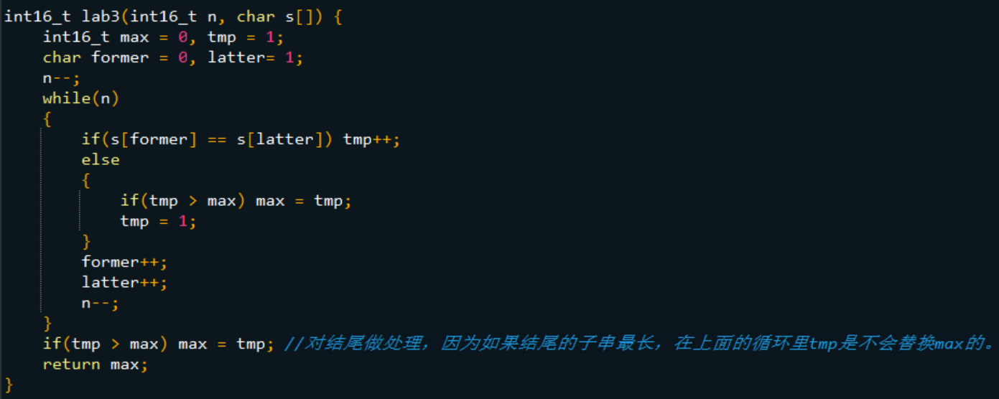 int16_t lab3(int16_t n, char s[]) {
    int16_t max = 0, tmp = 1;
    char former = 0, latter= 1;
    n--;
    while(n)
    {
        if(s[former] == s[latter]) tmp++;
        else
        {
            if(tmp > max) max = tmp;
            tmp = 1;
        }
        former++;
        latter++;
        n--;
    }
    if(tmp > max) max = tmp; //对结尾做处理，因为如果结尾的子串最长，在上面的循环里tmp是不会替换max的。
    return max;
}